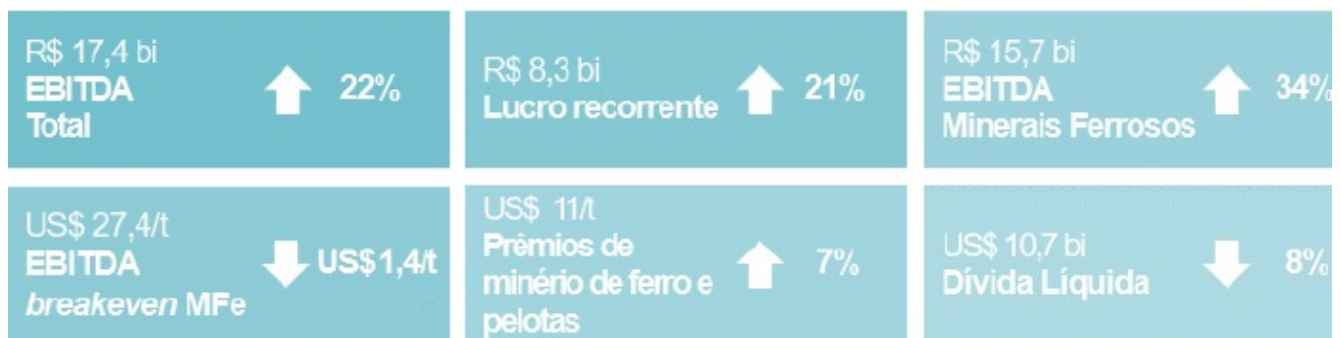 R$ 17,4 bi
EBITDA
Total
22%
R$ 8,3 bi
Lucro recorrente
21%
R$ 15,7 bi
EBITDA
Minerais Ferrosos
34%
US$ 27,4/t
EBITDA
breakeven MFe
US$1,4/t
US$ 11/t
Prêmios de
minério de ferro e
pelotas
7%
US$ 10,7 bi
Dívida Líquida
8%